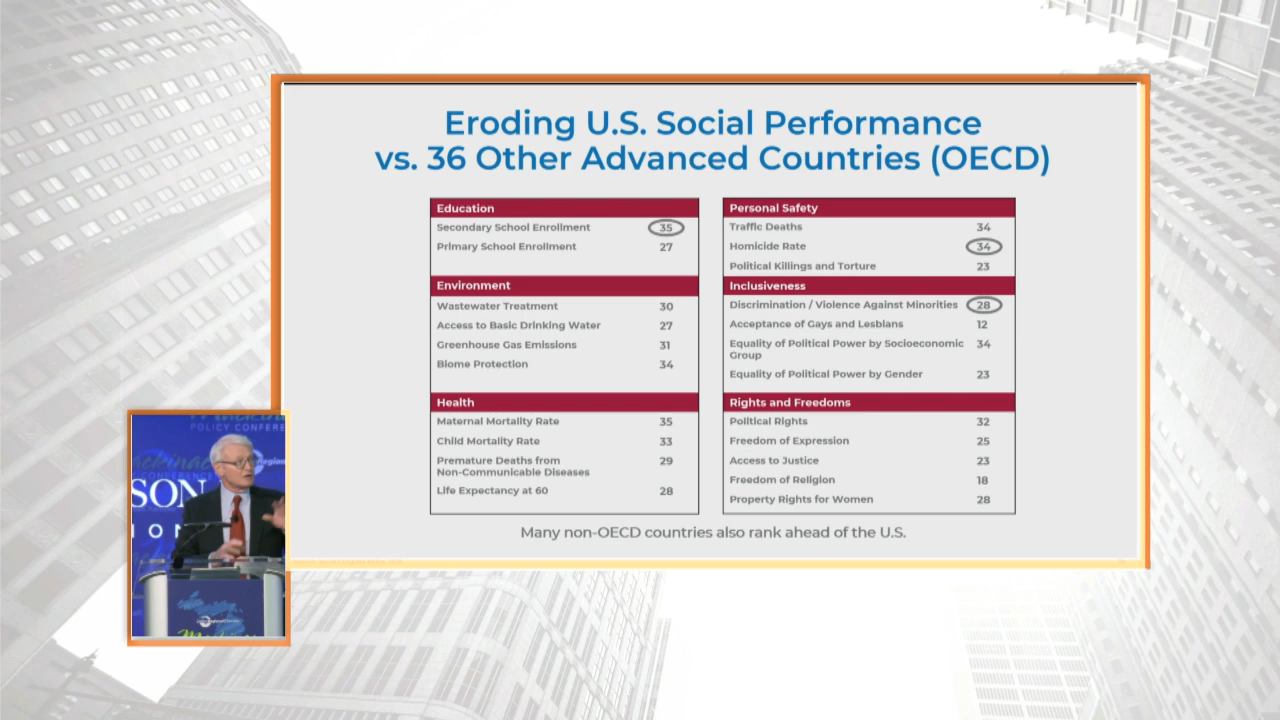 Eroding U.S. Social Performance
vs. 36 Other Advanced Countries (OECD)
Education
Secondary School Enrollment 35
Primary School Enrollment 27
Environment
Wastewater Treatment 30
Access to Basic Drinking Water 27
Greenhouse Gas Emissions 31
Biome Protection 34
Health
Maternal Mortality Rate 35
Child Mortality Rate 33
Premature Deaths from
Non-Communicable Diseases 29
Life Expectancy at 60 28
Personal Safety
Traffic Deaths 34
Homicide Rate 34
Political Killings and Torture 23
Inclusiveness
Discrimination / Violence Against Minorities 28
Acceptance of Gays and Lesbians 12
Equality of Political Power by Socioeconomic 34
Group
Equality of Political Power by Gender 23
Rights and Freedoms
Political Rights 32
Freedom of Expression 25
Access to Justice 23
Freedom of Religion 18
Property Rights for Women 28
Many non-OECD countries also rank ahead of the U.S.
POLICY CONFERE
SON
ION